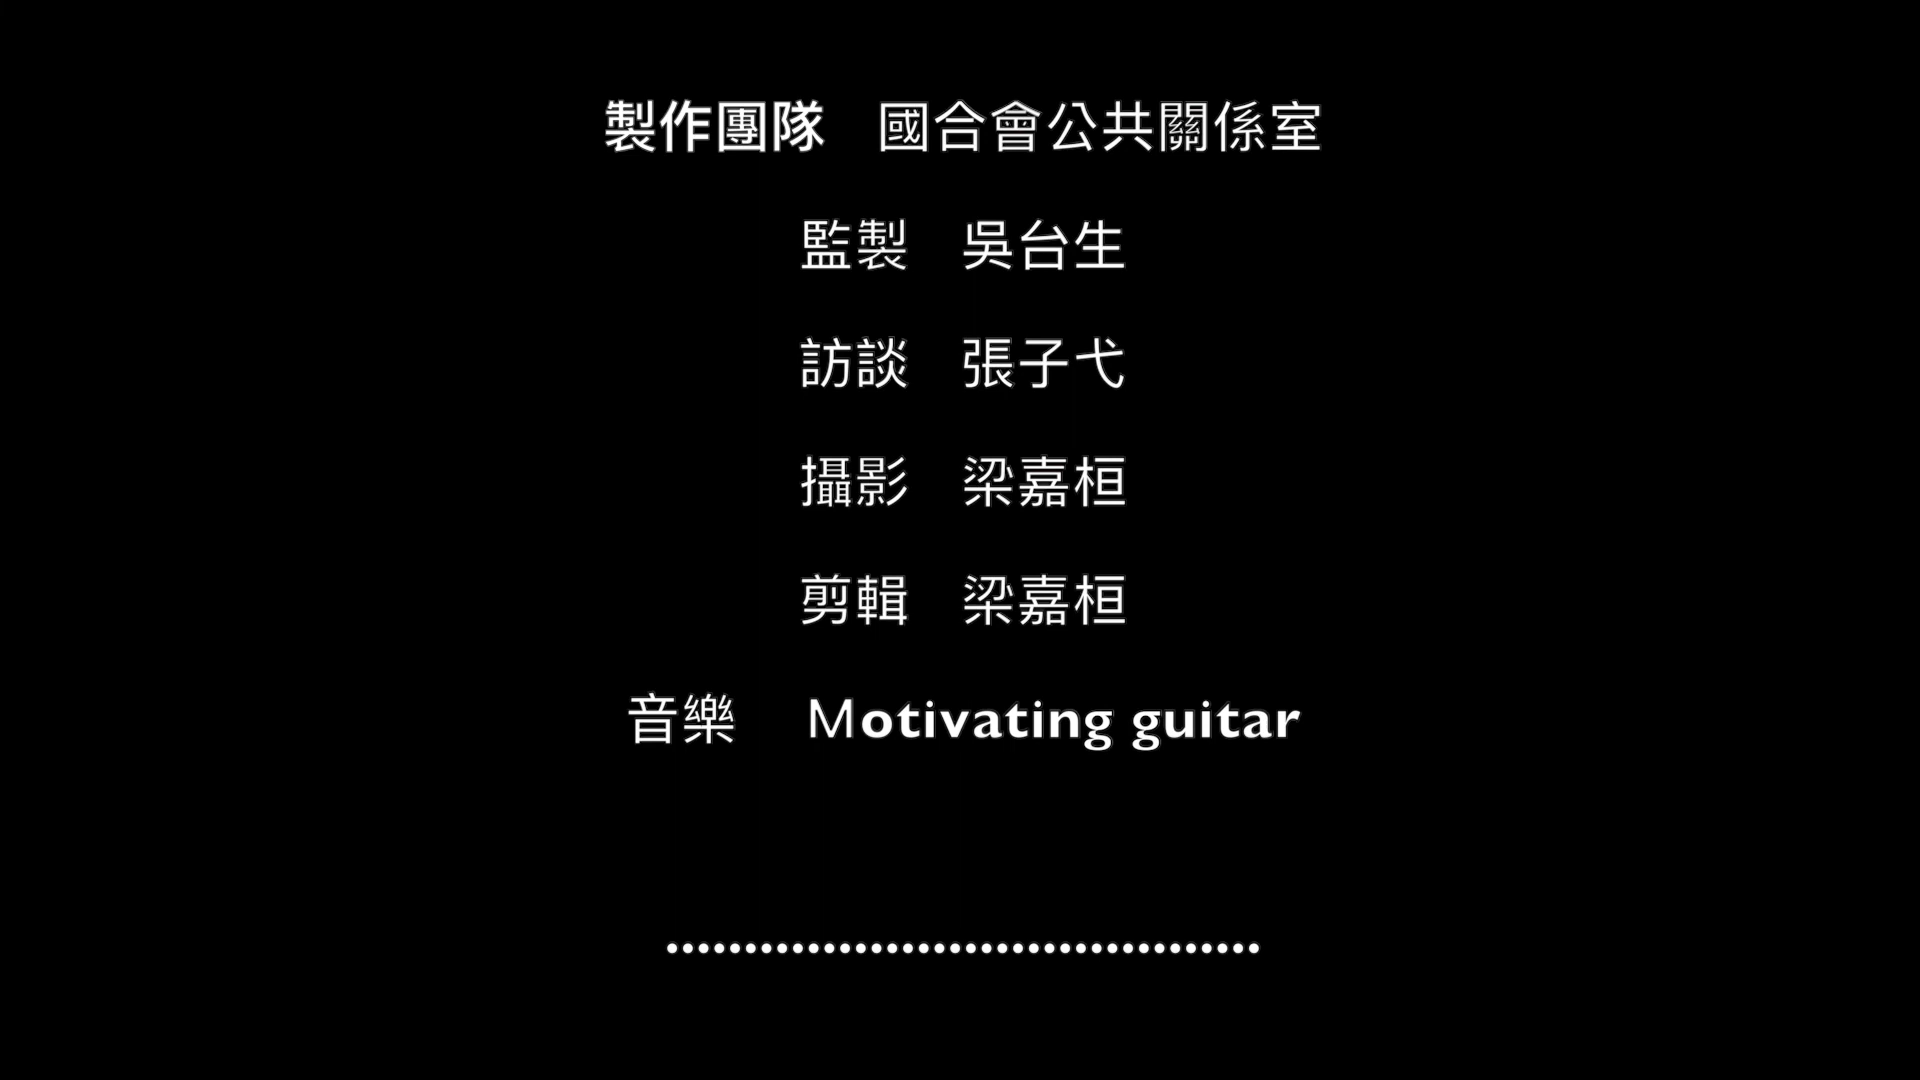 製作團隊　國合會公共關係室
監製　吳台生
訪談　張子弋
攝影　梁嘉桓
剪輯　梁嘉桓
音樂　Motivating guitar
......................................